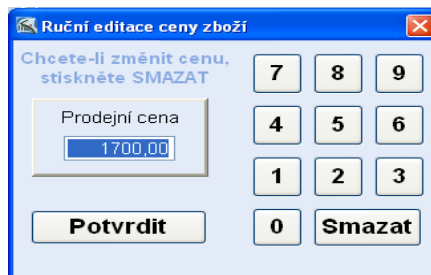 Ruční editace ceny zboží
Chcete-li změnit cenu,
stiskněte SMAZAT
Prodejní cena
1700,00
7 8 9
4 5 6
1 2 3
Potvrdit 0 Smazat